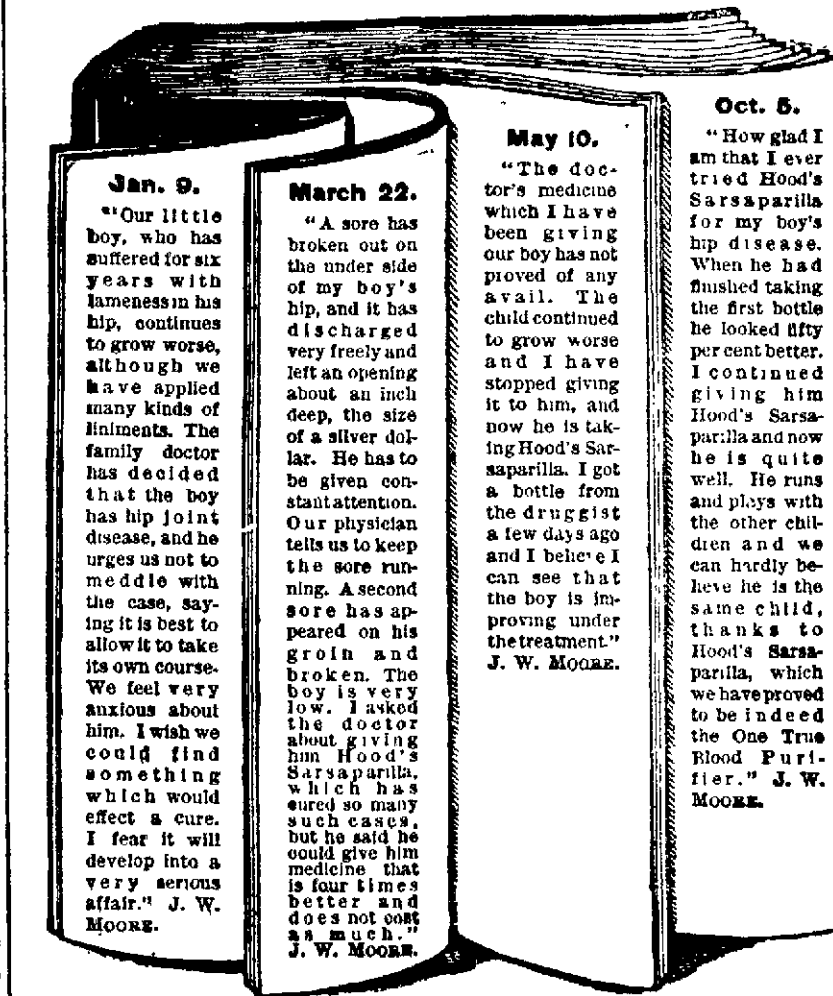 Jan. 9.
"'Our little
boy, who has
suffered for six
years with
lameness in his
hip, continues
to grow worse,
although we
have applied
many kinds of
liniments. The
family doctor
has decided
that the boy
has hip joint
disease, and he
urges us not to
meddle with
the case, say-
ing it is best to
allow it to take
its own course.
We feel very
anxious about
him. I wish we
could find
something
which would
effect a cure.
I fear it will
develop into a
very serious
affair." J. W.
MOORE.
March 22.
"A sore has
broken out on
the under side
of my boy's
hip, and it has
discharged
very freely and
left an opening
about an inch
deep, the size
of a silver dol-
lar. He has to
be given con-
stant attention.
Our physician
tells us to keep
the sore run-
ning. A second
sore has ap-
peared on his
groin and
broken. The
boy is very
low. I asked
the doctor
about giving
him Hood's
Sarsaparilla,
which has
cured so many
such cases,
but he said he
could give him
medicine that
is four times
better and
does not cost
as much."
J. W. MOORE.
May 10.
"The doc-
tor's medicine
which I have
been giving
our boy has not
proved of any
avail. The
child continued
to grow worse
and I have
stopped giving
it to him, and
now he is tak-
ing Hood's Sar-
saparilla. I got
a bottle from
the druggist
a few days ago
and I believe I
can see that
the boy is im-
proving under
the treatment."
J. W. MOORE.
Oct. 5.
"How glad I
am that I ever
tried Hood's
Sarsaparilla
for my boy's
hip disease.
When he had
finished taking
the first bottle
he looked fifty
per cent better.
I continued
giving him
Hood's Sarsa-
parilla and now
he is quite
well. He runs
and plays with
the other chil-
dren and we
can hardly be-
lieve he is the
same child,
thanks to
Hood's Sarsa-
parilla, which
we have proved
to be indeed
the One True
Blood Puri-
fier." J. W.
MOORE.